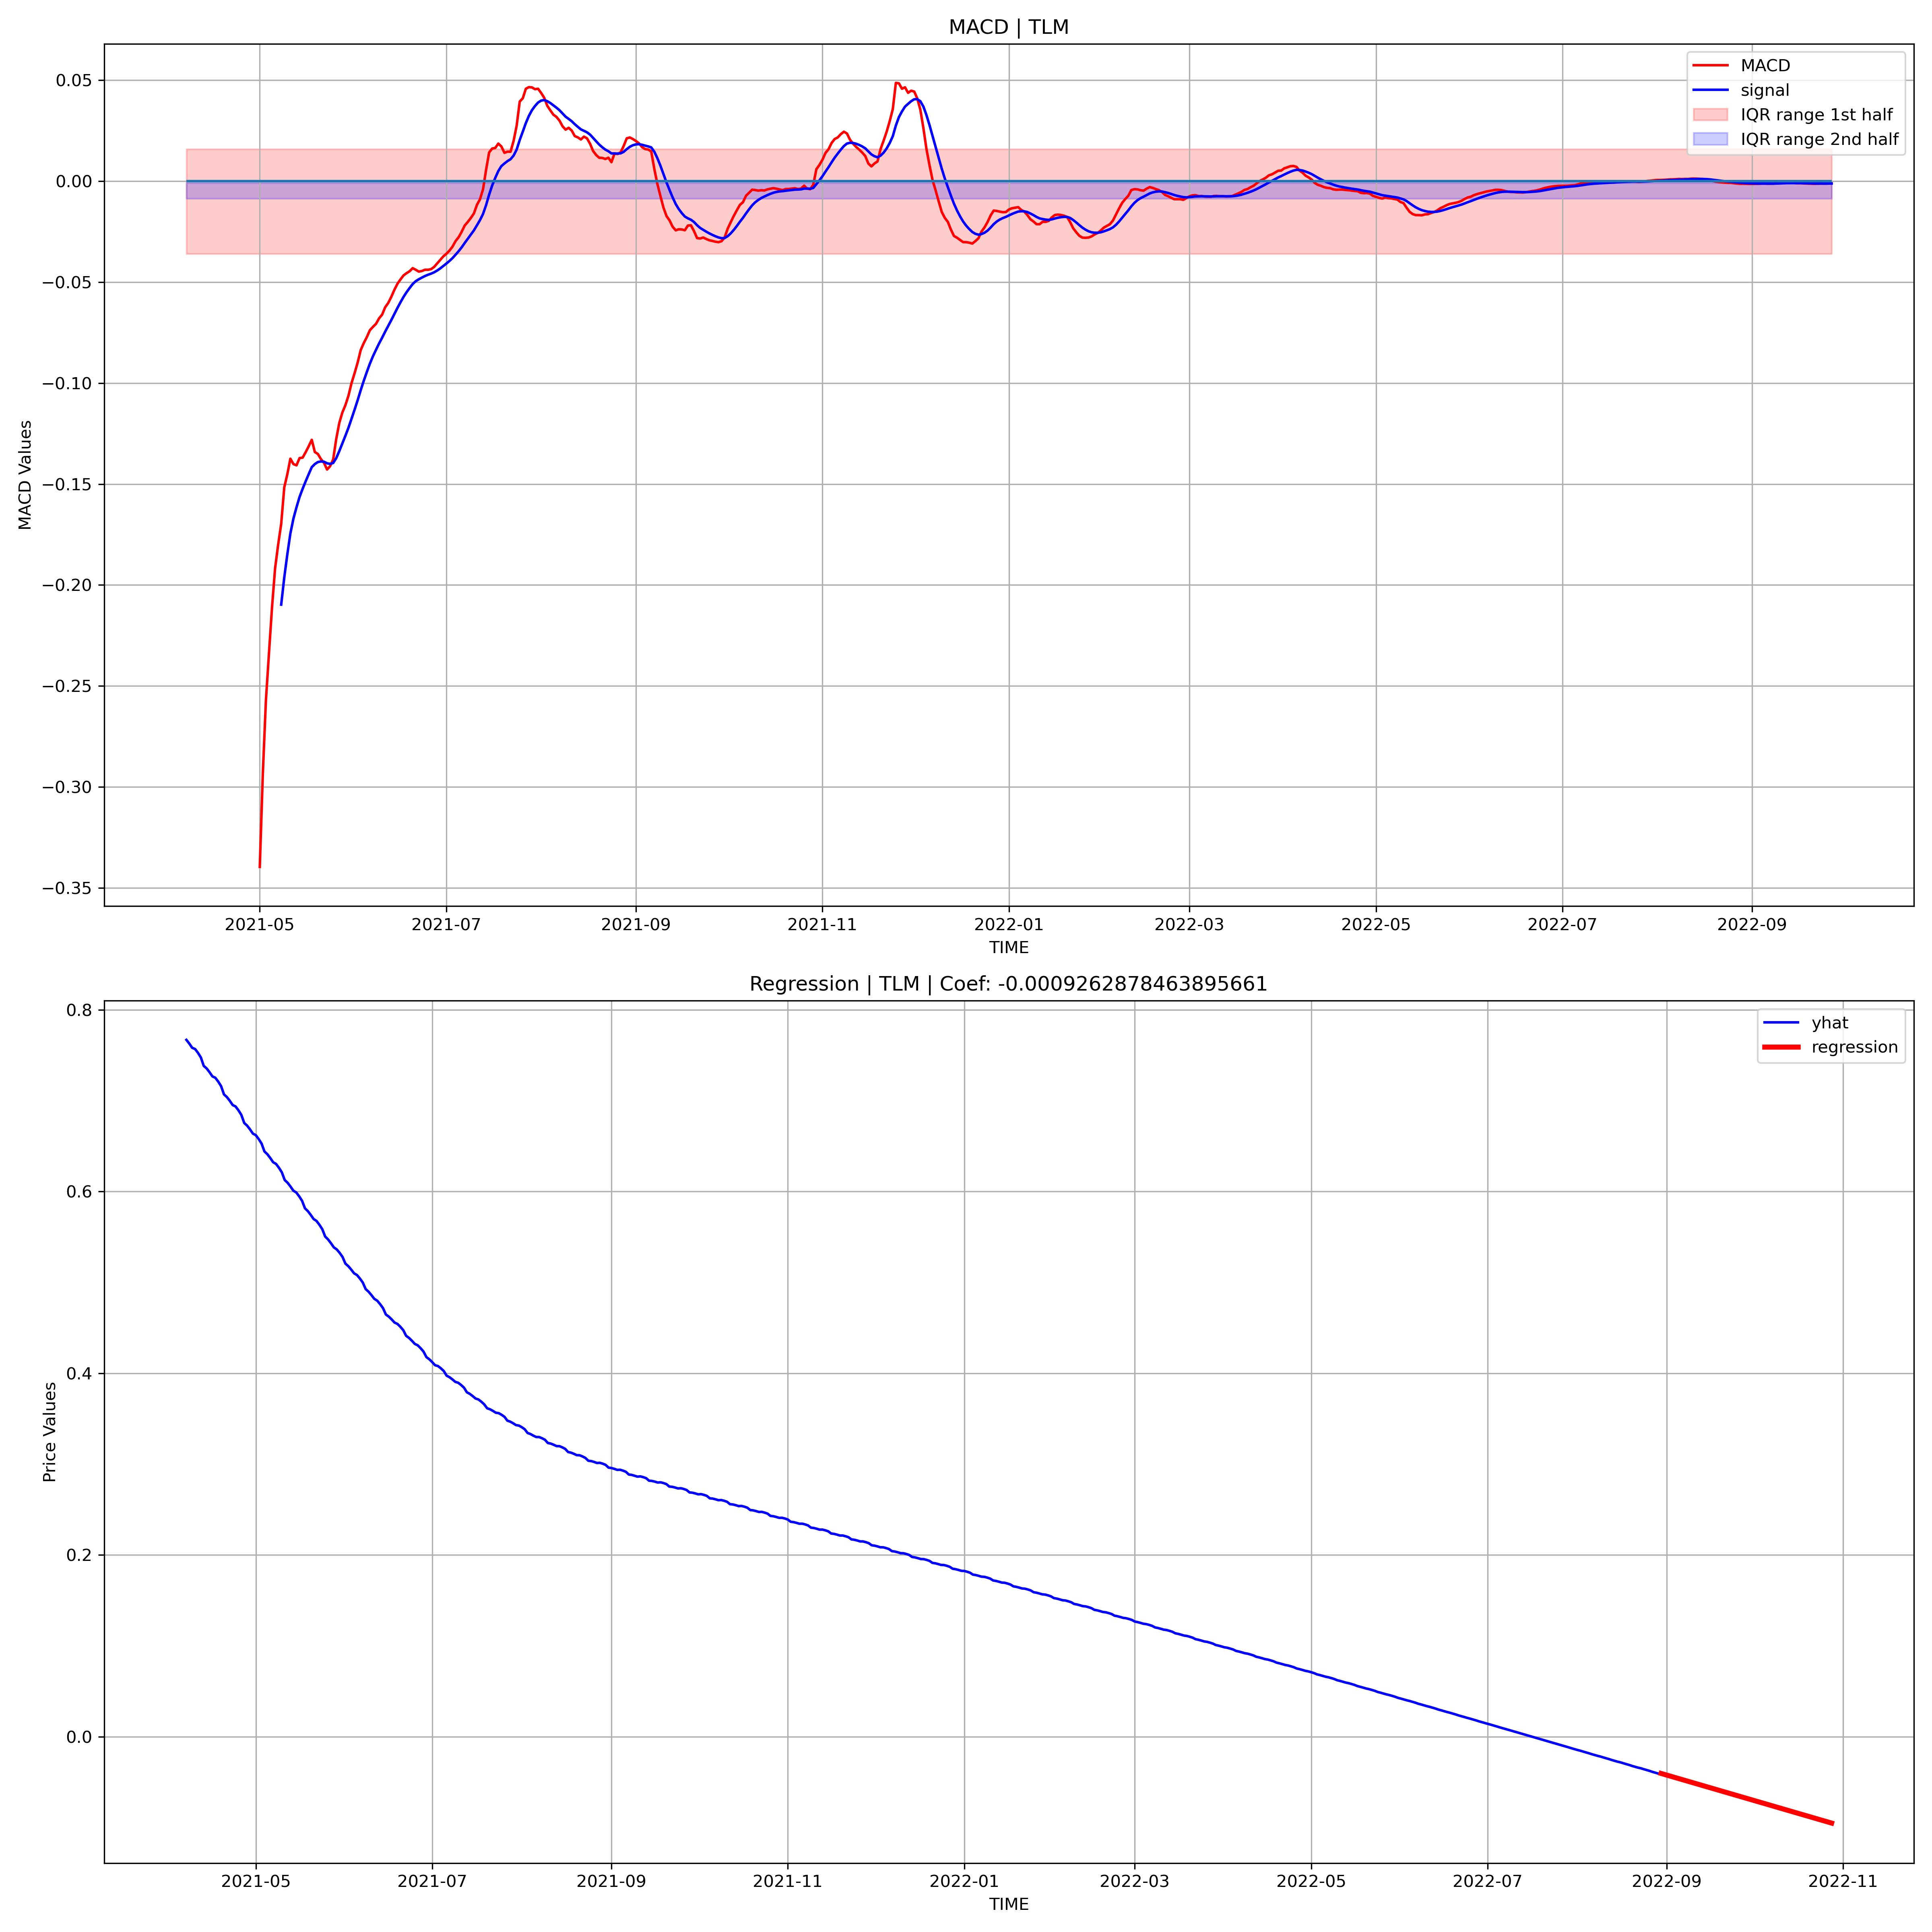 MACD | TLM
MACD
signal
IQR range 1st half
IQR range 2nd half
0.05
0.00
−0.05
−0.10
−0.15
−0.20
−0.25
−0.30
−0.35
MACD Values
2021-05 2021-07 2021-09 2021-11 2022-01 2022-03 2022-05 2022-07 2022-09
TIME
Regression | TLM | Coef: -0.0009262878463895661
yhat
regression
0.8
0.6
0.4
0.2
0.0
Price Values
2021-05 2021-07 2021-09 2021-11 2022-01 2022-03 2022-05 2022-07 2022-09 2022-11
TIME